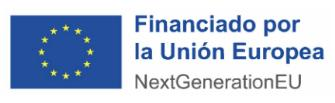 Financiado por
la Unión Europea
NextGenerationEU